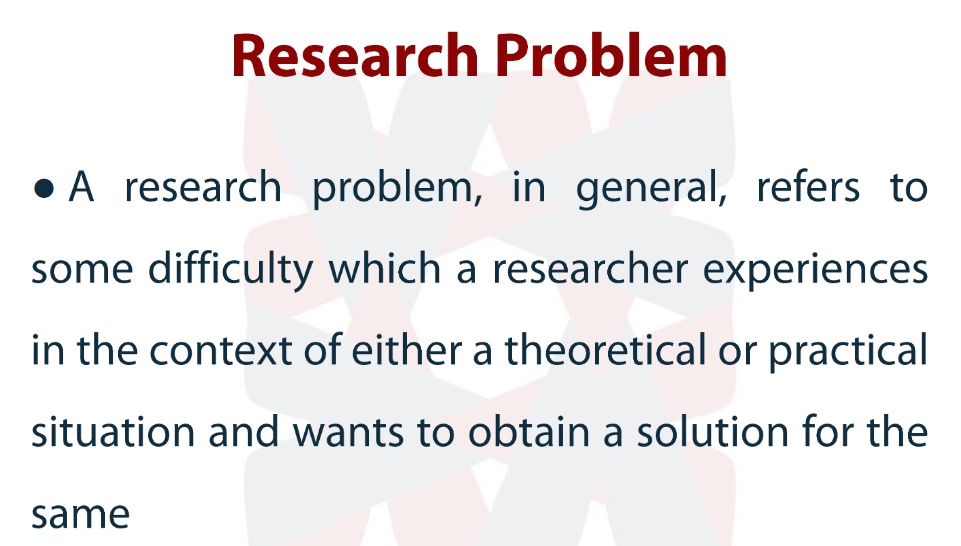 Research Problem
● A research problem, in general, refers to
some difficulty which a researcher experiences
in the context of either a theoretical or practical
situation and wants to obtain a solution for the
same